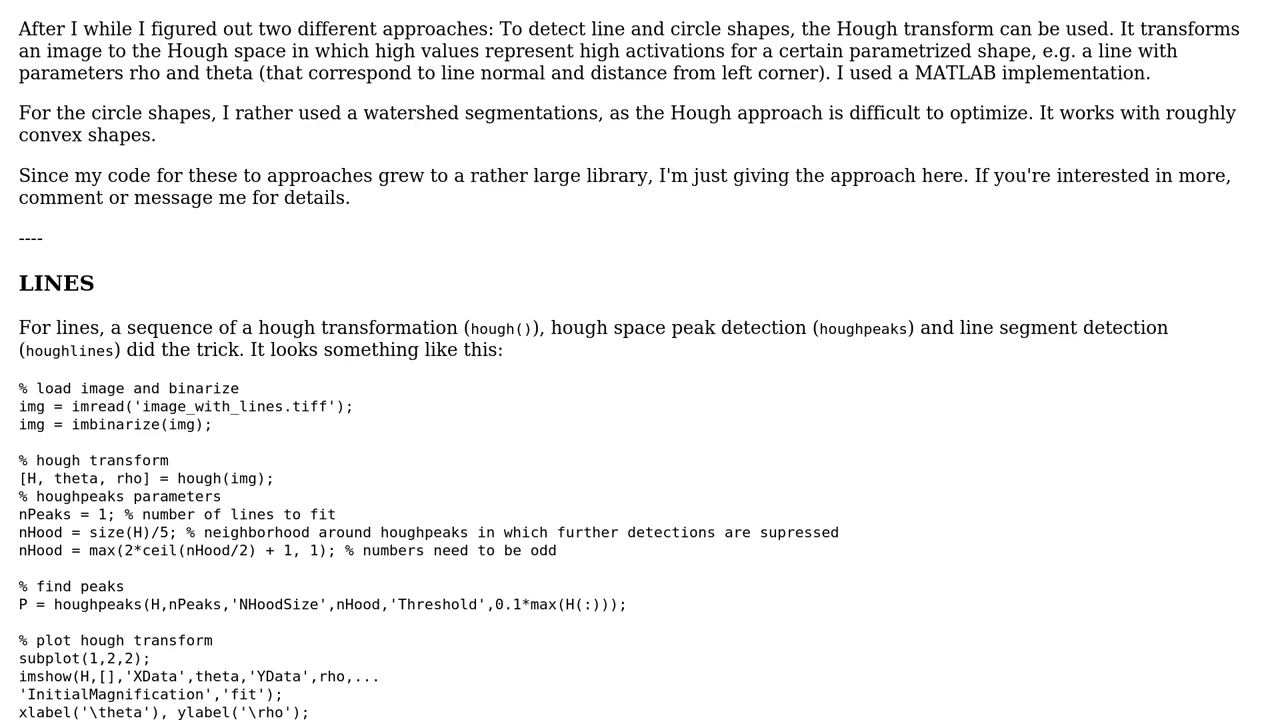 After I while I figured out two different approaches: To detect line and circle shapes, the Hough transform can be used. It transforms
an image to the Hough space in which high values represent high activations for a certain parametrized shape, e.g. a line with
parameters rho and theta (that correspond to line normal and distance from left corner). I used a MATLAB implementation.
For the circle shapes, I rather used a watershed segmentations, as the Hough approach is difficult to optimize. It works with roughly
convex shapes.
Since my code for these to approaches grew to a rather large library, I'm just giving the approach here. If you're interested in more,
comment or message me for details.
----
LINES
For lines, a sequence of a hough transformation (hough()), hough space peak detection (houghpeaks) and line segment detection
(houghlines) did the trick. It looks something like this:
% load image and binarize
img = imread('image_with_lines.tiff');
img = imbinarize(img);
% hough transform
[H, theta, rho] = hough(img);
% houghpeaks parameters
nPeaks = 1; % number of lines to fit
nHood = size(H)/5; % neighborhood around houghpeaks in which further detections are supressed
nHood = max(2*ceil(nHood/2) + 1, 1); % numbers need to be odd
% find peaks
P = houghpeaks(H,nPeaks,'NHoodSize',nHood,'Threshold',0.1*max(H(:)));
% plot hough transform
subplot(1,2,2);
imshow(H,[],'XData',theta,'YData',rho,...
'InitialMagnification','fit');
xlabel('\theta'), ylabel('\rho');